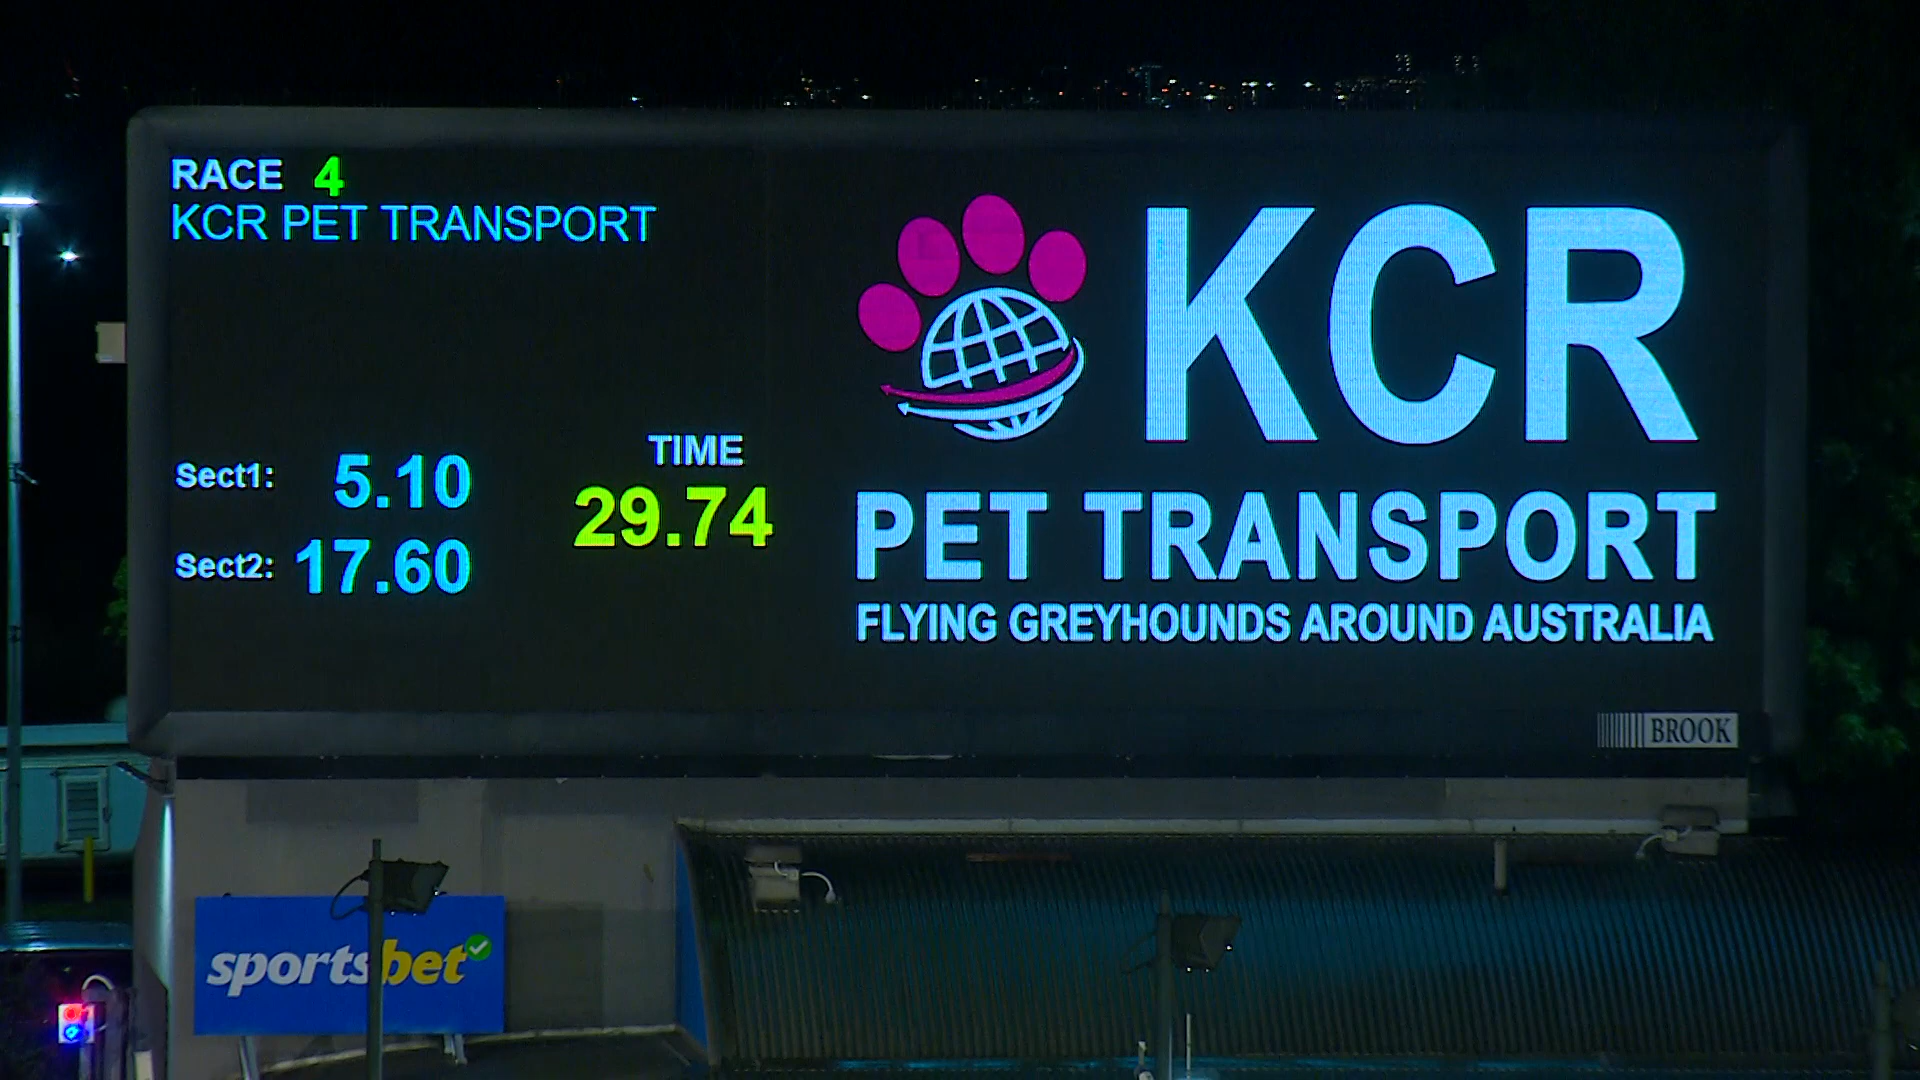 RACE 4
KCR PET TRANSPORT
Sect1: 5.10
Sect2: 17.60
TIME
29.74
KCR
PET TRANSPORT
FLYING GREYHOUNDS AROUND AUSTRALIA
BROOK
sportsbet